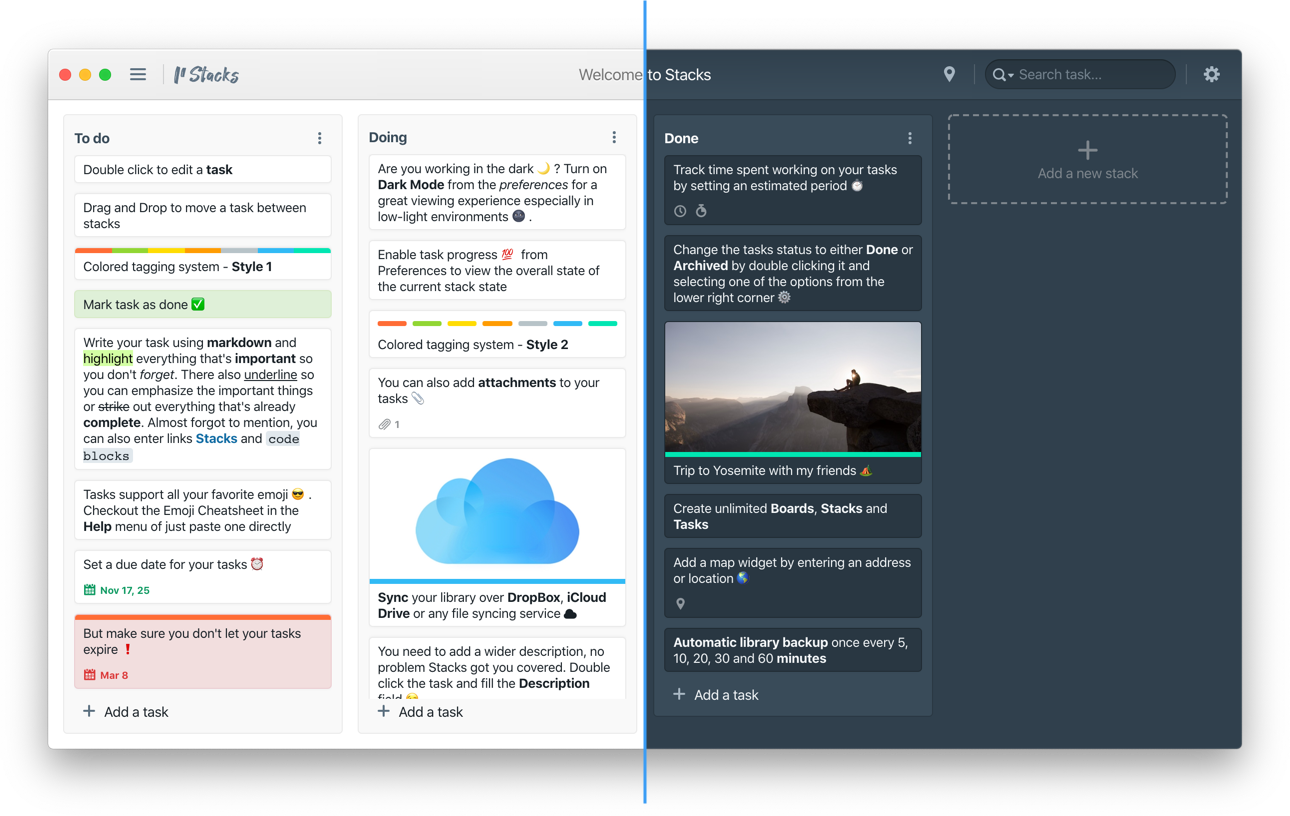 Stacks
Welcome to Stacks
Search task...
To do
Double click to edit a task
Drag and Drop to move a task between
stacks
Colored tagging system - Style 1
Mark task as done ✅
Write your task using markdown and
highlight everything that's important so
you don't forget. There also underline so
you can emphasize the important things
or strike out everything that's already
complete. Almost forgot to mention, you
can also enter links Stacks and code
blocks
Tasks support all your favorite emoji 😎 .
Checkout the Emoji Cheatsheet in the
Help menu of just paste one directly
Set a due date for your tasks ⏰
Nov 17, 25
But make sure you don't let your tasks
expire ❗
Mar 8
+ Add a task
Doing
Are you working in the dark 🌙 ? Turn on
Dark Mode from the preferences for a
great viewing experience especially in
low-light environments 🌚 .
Enable task progress 💯 from
Preferences to view the overall state of
the current stack state
Colored tagging system - Style 2
You can also add attachments to your
tasks 📎
1
Sync your library over DropBox, iCloud
Drive or any file syncing service ☁
You need to add a wider description, no
problem Stacks got you covered. Double
click the task and fill the Description
field
+ Add a task
Done
Track time spent working on your tasks
by setting an estimated period ⏱
Change the tasks status to either Done or
Archived by double clicking it and
selecting one of the options from the
lower right corner ⚙
Trip to Yosemite with my friends 🏕
Create unlimited Boards, Stacks and
Tasks
Add a map widget by entering an address
or location 🌎
Automatic library backup once every 5,
10, 20, 30 and 60 minutes
+ Add a task
+
Add a new stack